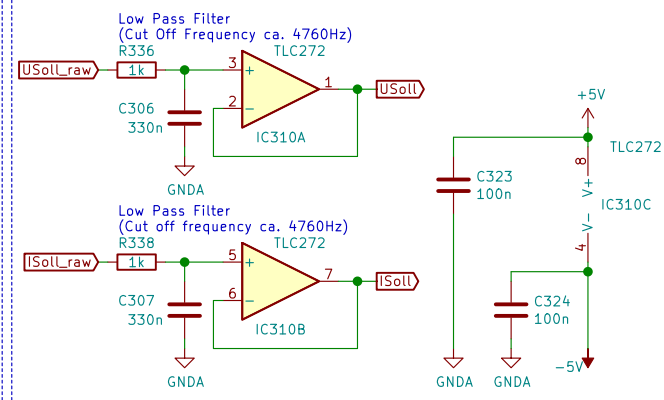 Low Pass Filter
(Cut Off Frequency ca. 4760Hz)
R336
TLC272
USoll_raw
1k
3
+
1
USoll
2
-
C306
330n
IC310A
GNDA
+5V
TLC272
8
V+
C323
100n
IC310C
V-
4
Low Pass Filter
(Cut off frequency ca. 4760Hz)
R338
TLC272
ISoll_raw
1k
5
+
7
ISoll
6
-
C307
330n
IC310B
GNDA
C324
100n
-5V
GNDA
GNDA